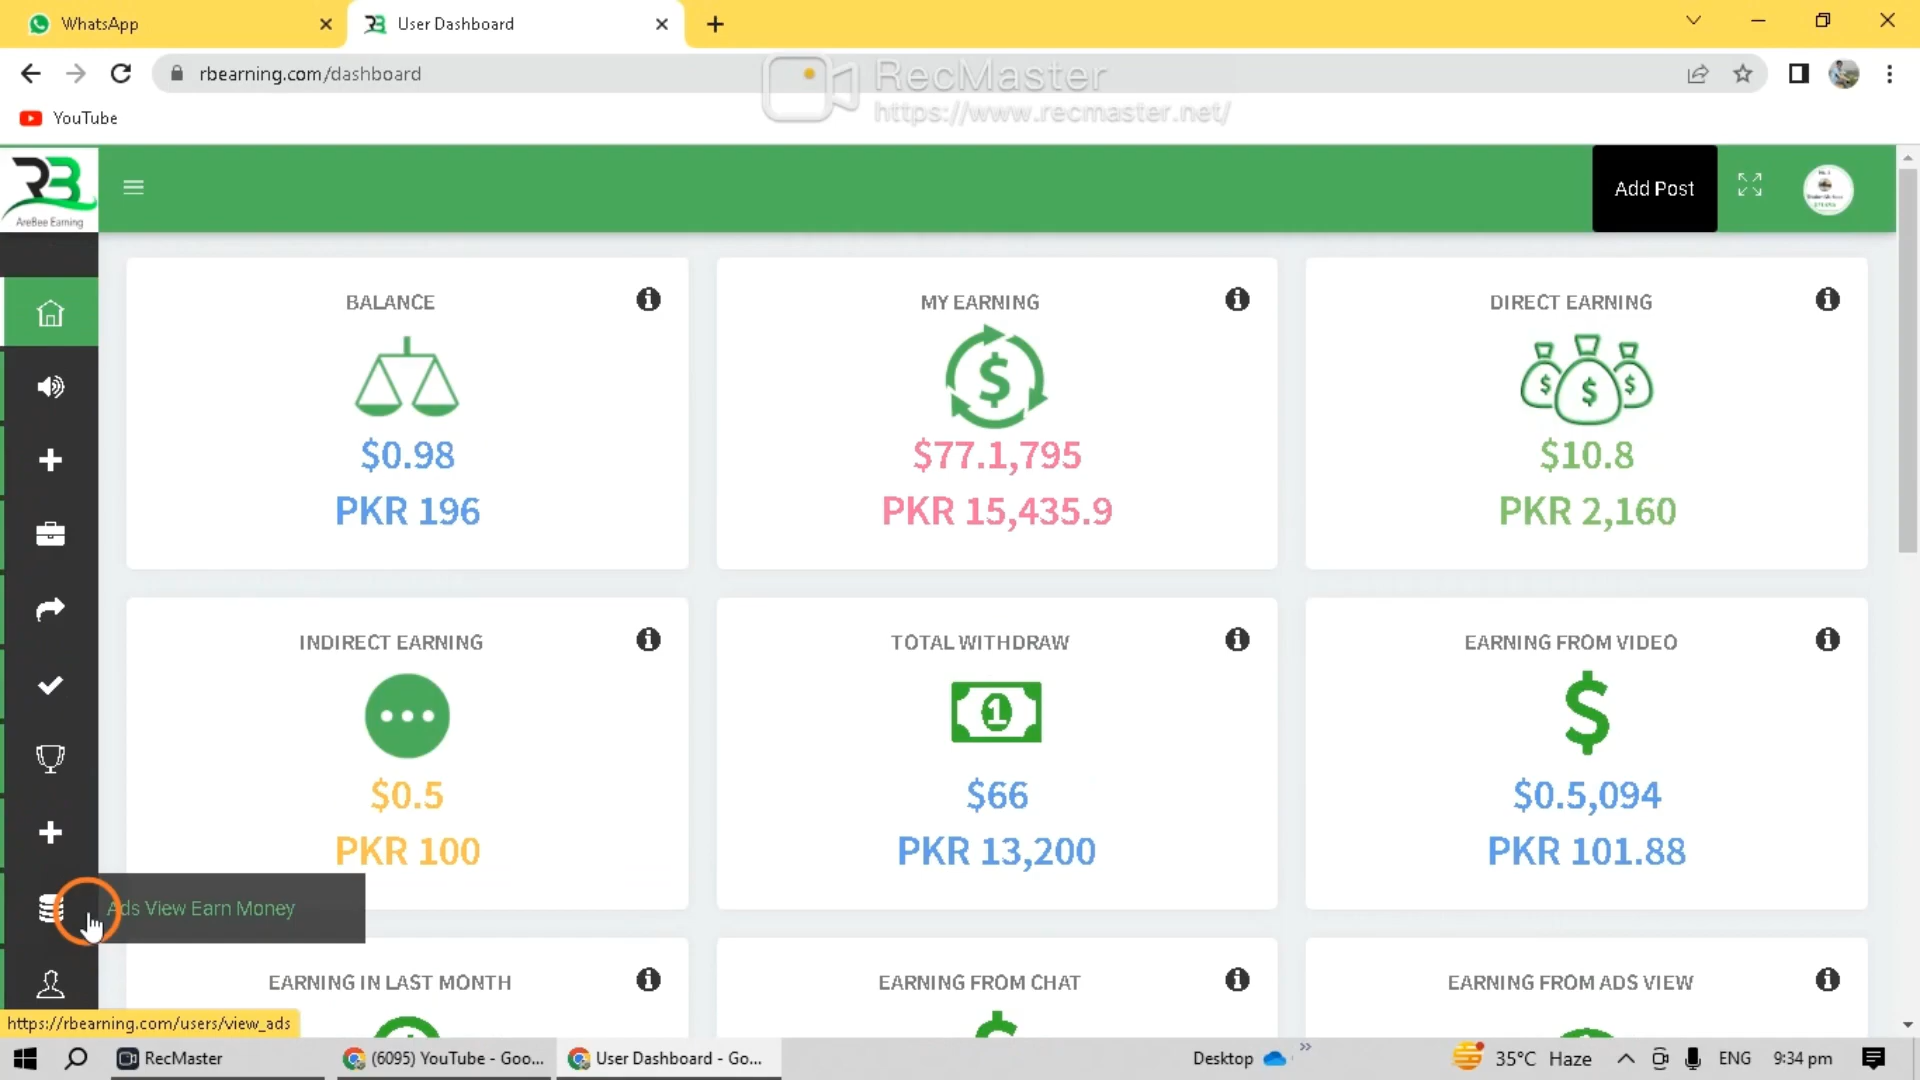 WhatsApp
User Dashboard
rbearning.com/dashboard
RecMaster
https://www.recmaster.net/
YouTube
RB
AreBee Earning
Add Post
BALANCE
$0.98
PKR 196
MY EARNING
$77.1,795
PKR 15,435.9
DIRECT EARNING
$10.8
PKR 2,160
INDIRECT EARNING
$0.5
PKR 100
TOTAL WITHDRAW
1
$66
PKR 13,200
EARNING FROM VIDEO
$0.5,094
PKR 101.88
Ads View Earn Money
EARNING IN LAST MONTH
EARNING FROM CHAT
EARNING FROM ADS VIEW
https://rbearning.com/users/view_ads
RecMaster
(6095) YouTube - Goo...
User Dashboard - Go...
Desktop
35°C Haze
ENG
9:34 pm